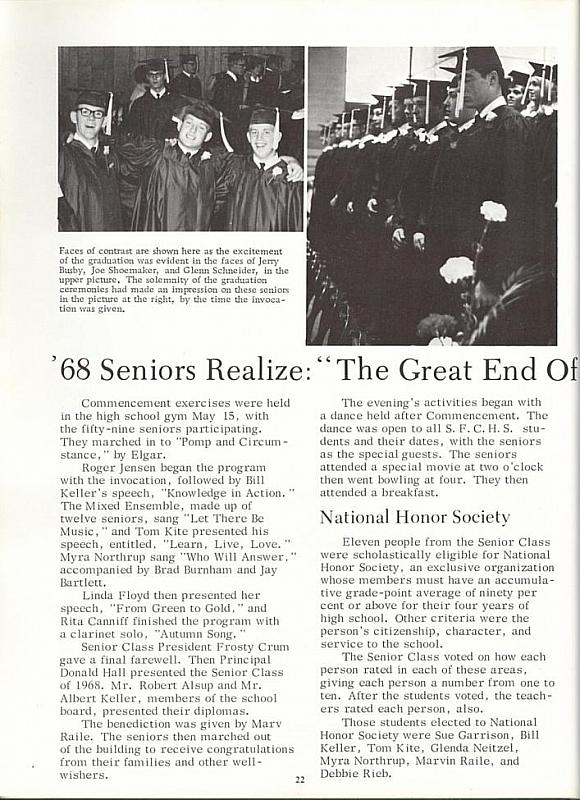 Faces of contrast are shown here as the excitement
of the graduation was evident in the faces of Jerry
Busby, Joe Shoemaker, and Glenn Schneider, in the
upper picture. The solemnity of the graduation
ceremonies had made an impression on these seniors
in the picture at the right, by the time the invoca-
tion was given.
'68 Seniors Realize: "The Great End Of
Commencement exercises were held
in the high school gym May 15, with
the fifty-nine seniors participating.
They marched in to "Pomp and Circum-
stance," by Elgar.
Roger Jensen began the program
with the invocation, followed by Bill
Keller's speech, "Knowledge in Action."
The Mixed Ensemble, made up of
twelve seniors, sang "Let There Be
Music," and Tom Kite presented his
speech, entitled, "Learn, Live, Love."
Myra Northrup sang "Who Will Answer,"
accompanied by Brad Burnham and Jay
Bartlett.
Linda Floyd then presented her
speech, "From Green to Gold," and
Rita Canniff finished the program with
a clarinet solo, "Autumn Song."
Senior Class President Frosty Crum
gave a final farewell. Then Principal
Donald Hall presented the Senior Class
of 1968. Mr. Robert Alsup and Mr.
Albert Keller, members of the school
board, presented their diplomas.
The benediction was given by Marv
Raile. The seniors then marched out
of the building to receive congratulations
from their families and other well-
wishers.
The evening's activities began with
a dance held after Commencement. The
dance was open to all S. F. C. H. S. stu-
dents and their dates, with the seniors
as the special guests. The seniors
attended a special movie at two o'clock
then went bowling at four. They then
attended a breakfast.
National Honor Society
Eleven people from the Senior Class
were scholastically eligible for National
Honor Society, an exclusive organization
whose members must have an accumula-
tive grade-point average of ninety per
cent or above for their four years of
high school. Other criteria were the
person's citizenship, character, and
service to the school.
The Senior Class voted on how each
person rated in each of these areas,
giving each person a number from one to
ten. After the students voted, the teach-
ers rated each person, also.
Those students elected to National
Honor Society were Sue Garrison, Bill
Keller, Tom Kite, Glenda Neitzel,
Myra Northrup, Marvin Raile, and
Debbie Rieb.
22